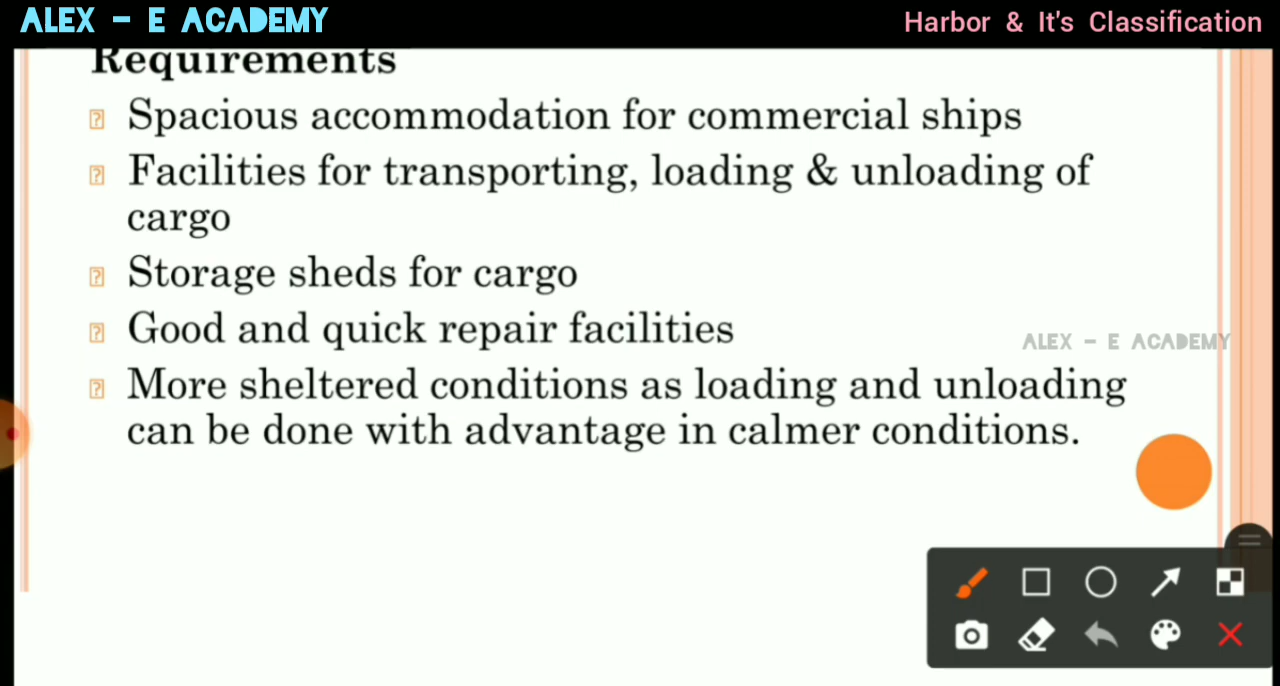 ALEX - E ACADEMY
Harbor & It's Classification
Requirements
Spacious accommodation for commercial ships
Facilities for transporting, loading & unloading of
cargo
Storage sheds for cargo
Good and quick repair facilities
ALEX - E ACADEMY
More sheltered conditions as loading and unloading
can be done with advantage in calmer conditions.